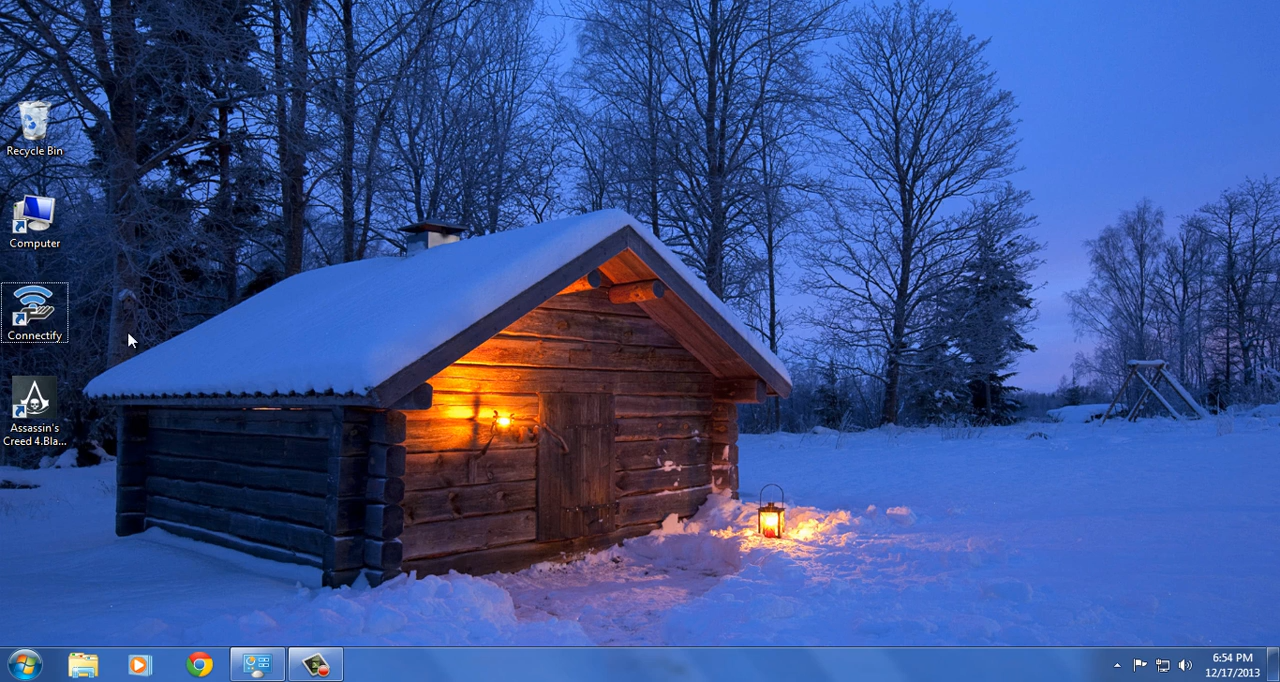 Recycle Bin
Computer
Connectify
Assassin's
Creed 4.Bla...
6:54 PM
12/17/2013